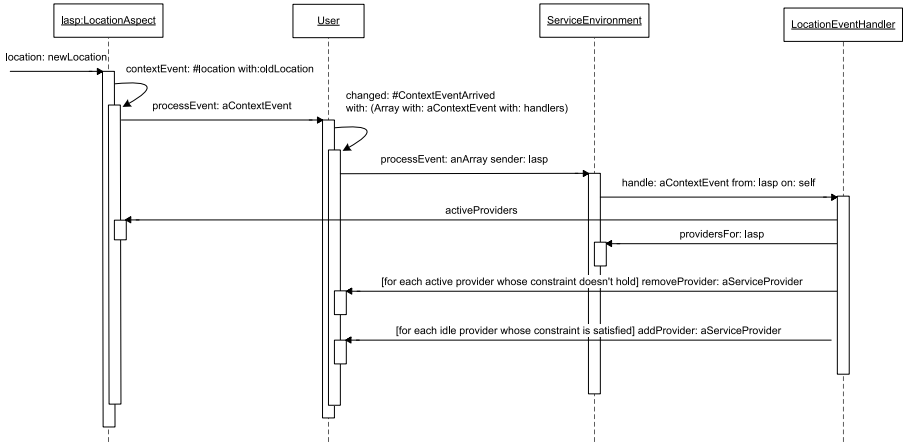 lasp:LocationAspect
User
ServiceEnvironment
LocationEventHandler
location: newLocation
contextEvent: #location with:oldLocation
processEvent: aContextEvent
changed: #ContextEventArrived
with: (Array with: aContextEvent with: handlers)
processEvent: anArray sender: lasp
handle: aContextEvent from: lasp on: self
activeProviders
providersFor: lasp
[for each active provider whose constraint doesn't hold] removeProvider: aServiceProvider
[for each idle provider whose constraint is satisfied] addProvider: aServiceProvider